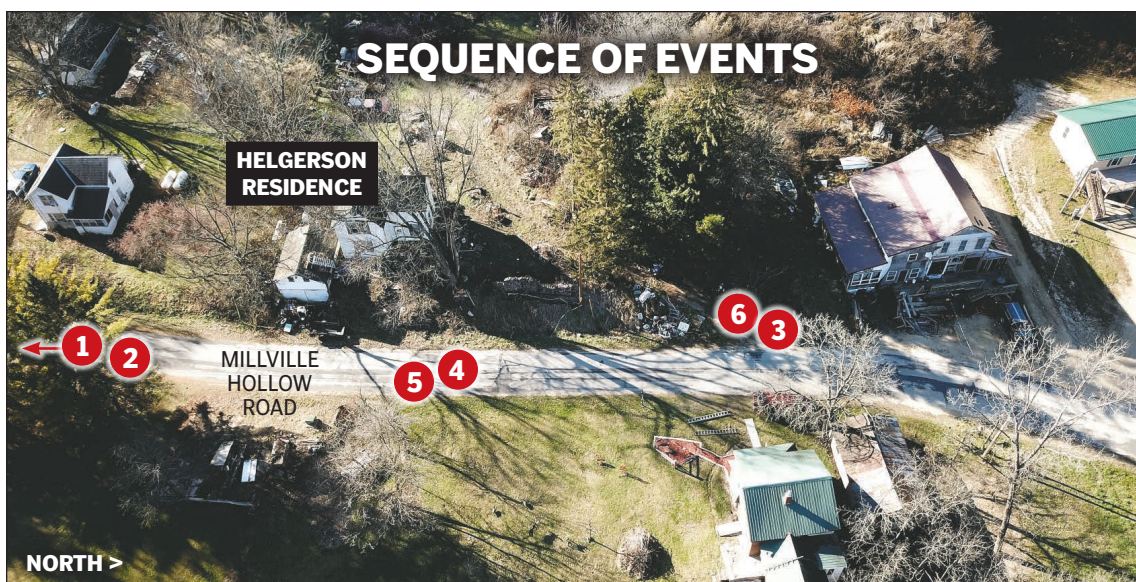 SEQUENCE OF EVENTS
HELGERSON
RESIDENCE
6
3
1
2
MILLVILLE
HOLLOW
ROAD
5
4
NORTH >